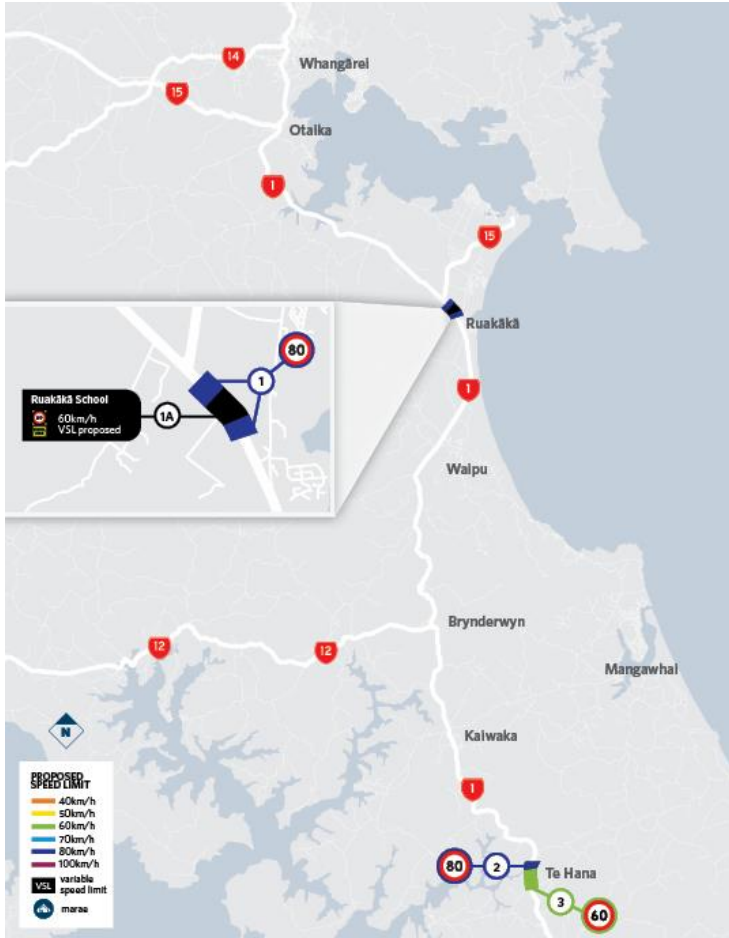 14
Whangārei
15
Otaika
1
15
Ruakākā
80
1
Ruakākā School
60km/h
VSL proposed
1A
1
Waipu
Brynderwyn
12
12
Mangawhai
N
Kaiwaka
PROPOSED
SPEED LIMIT
40km/h
50km/h
60km/h
70km/h
80km/h
100km/h
VSL variable
speed limit
marae
1
80
2
Te Hana
3
60